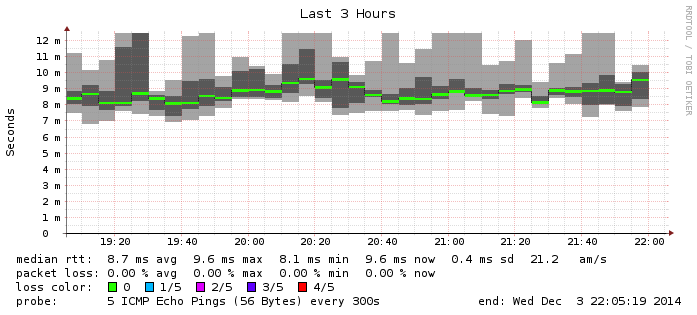 Last 3 Hours
RRDTOOL / TOBI OETIKER
Seconds
12 m
11 m
10 m
9 m
8 m
7 m
6 m
5 m
4 m
3 m
2 m
1 m
0
19:20 19:40 20:00 20:20 20:40 21:00 21:20 21:40 22:00
median rtt: 8.7 ms avg 9.6 ms max 8.1 ms min 9.6 ms now 0.4 ms sd 21.2 am/s
packet loss: 0.00 % avg 0.00 % max 0.00 % min 0.00 % now
loss color: 0 1/5 2/5 3/5 4/5
probe: 5 ICMP Echo Pings (56 Bytes) every 300s end: Wed Dec 3 22:05:19 2014